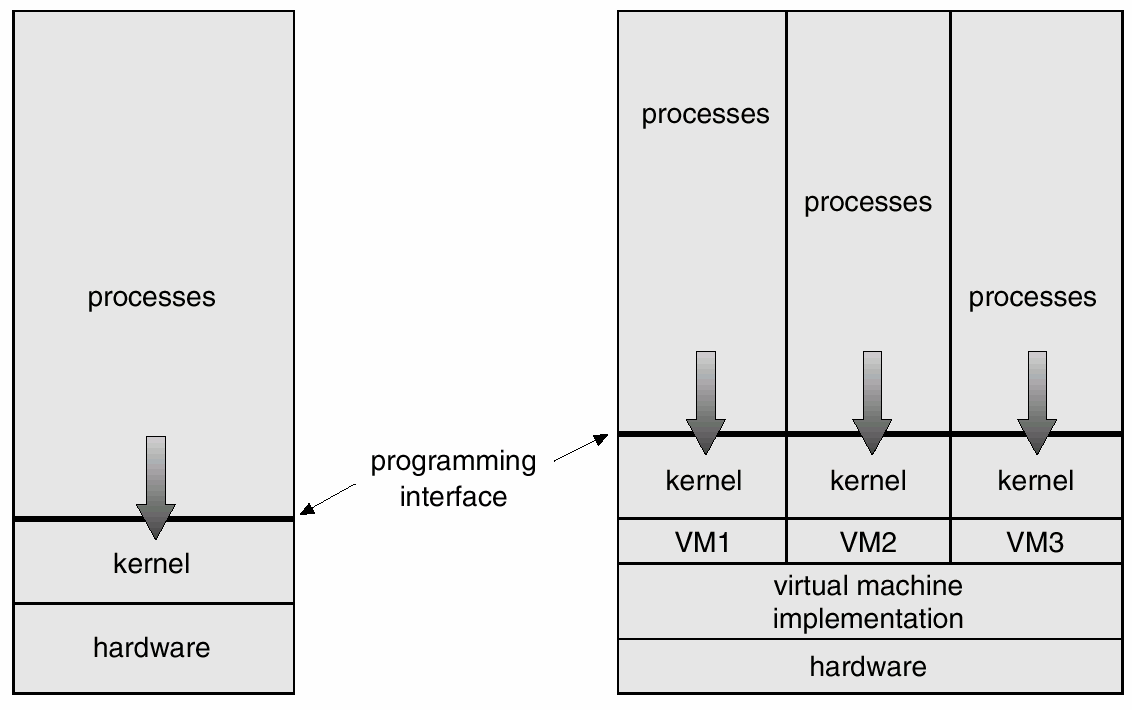 processes
kernel
hardware
programming
interface
processes
processes
processes
kernel
kernel
kernel
VM1
VM2
VM3
virtual machine
implementation
hardware